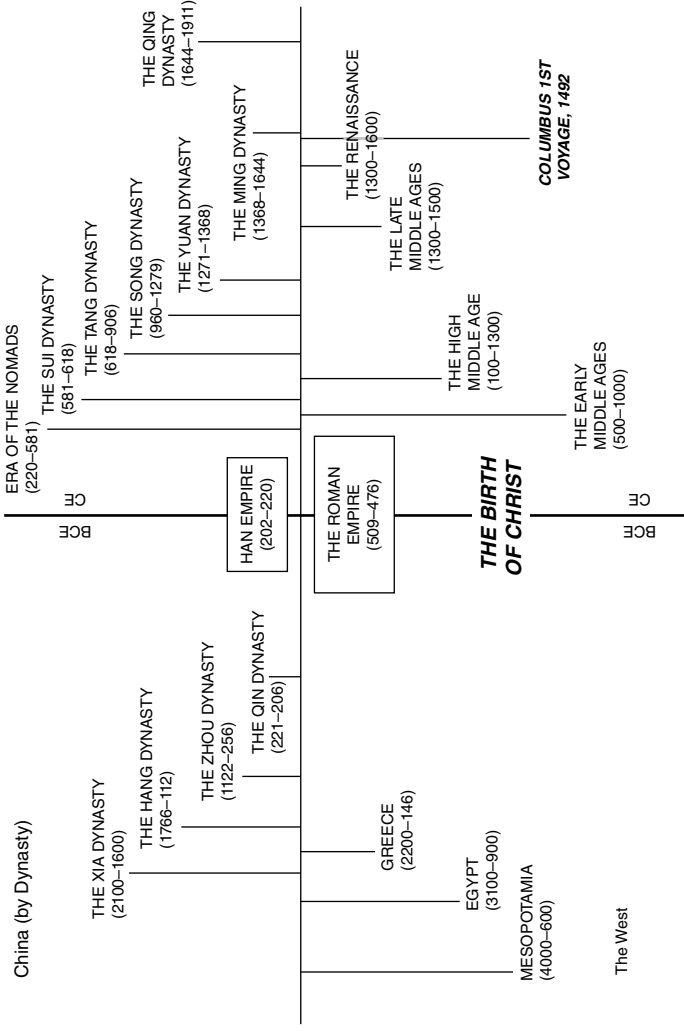 China (by Dynasty)
THE XIA DYNASTY
(2100–1600)
THE HANG DYNASTY
(1766–112)
THE ZHOU DYNASTY
(1122–256)
THE QIN DYNASTY
(221–206)
HAN EMPIRE
(202–220)
ERA OF THE NOMADS
(220–581)
THE SUI DYNASTY
(581–618)
THE TANG DYNASTY
(618–906)
THE SONG DYNASTY
(960–1279)
THE YUAN DYNASTY
(1271–1368)
THE MING DYNASTY
(1368–1644)
THE QING
DYNASTY
(1644–1911)
BCE
CE
MESOPOTAMIA
(4000–600)
EGYPT
(3100–900)
GREECE
(2200–146)
THE ROMAN
EMPIRE
(509–476)
THE BIRTH
OF CHRIST
THE EARLY
MIDDLE AGES
(500–1000)
THE HIGH
MIDDLE AGE
(100–1300)
THE LATE
MIDDLE AGES
(1300–1500)
THE RENAISSANCE
(1300–1600)
COLUMBUS 1ST
VOYAGE, 1492
The West
BCE
CE